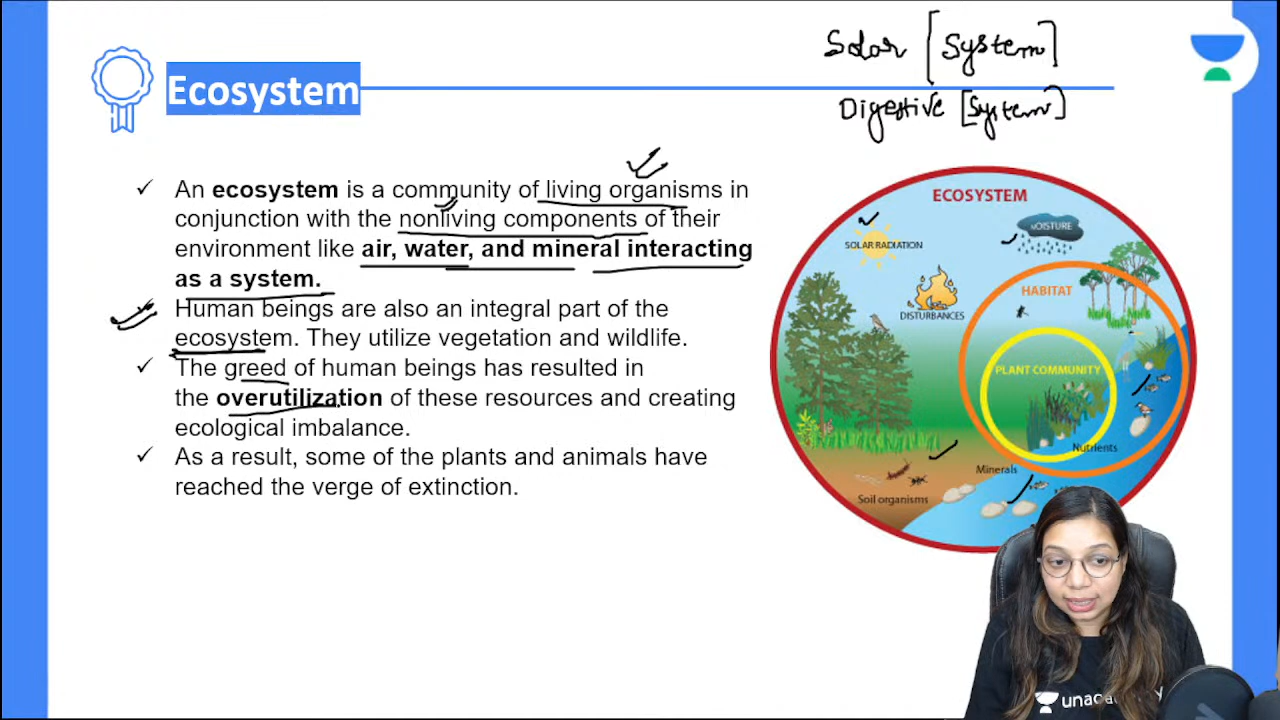 Solar [System]
Digestive [System]
Ecosystem
An ecosystem is a community of living organisms in
conjunction with the nonliving components of their
environment like air, water, and mineral interacting
as a system.
Human beings are also an integral part of the
ecosystem. They utilize vegetation and wildlife.
The greed of human beings has resulted in
the overutilization of these resources and creating
ecological imbalance.
As a result, some of the plants and animals have
reached the verge of extinction.
ECOSYSTEM
SOLAR RADIATION
MOISTURE
DISTURBANCES
HABITAT
PLANT COMMUNITY
Nutrients
Minerals
Soil organisms